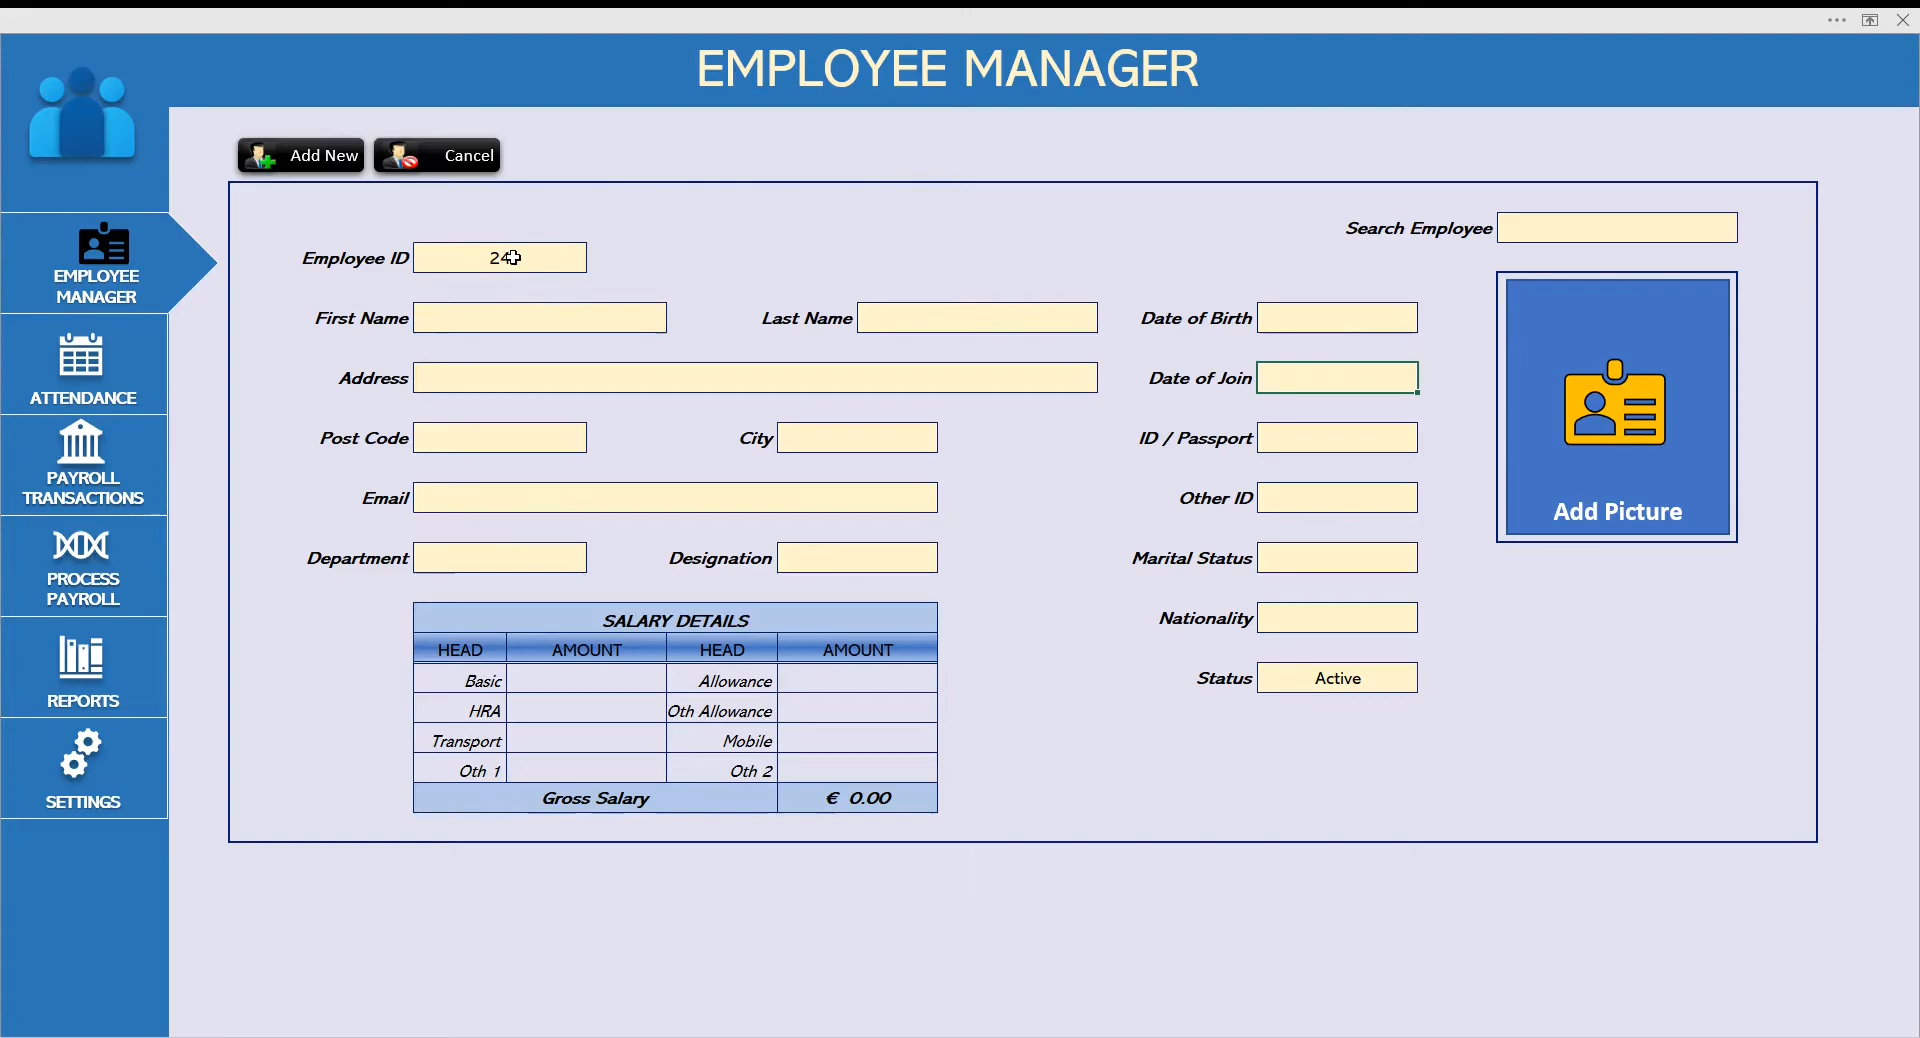 EMPLOYEE MANAGER
Add New
Cancel
Search Employee
Employee ID
First Name
Last Name
Date of Birth
Address
Date of Join
Post Code
City
ID / Passport
Email
Other ID
Add Picture
Department
Designation
Marital Status
SALARY DETAILS
HEAD AMOUNT HEAD AMOUNT
Nationality
Basic Allowance
Status Active
HRA Oth Allowance
Transport Mobile
Oth 1 Oth 2
Gross Salary € 0.00
EMPLOYEE
MANAGER
ATTENDANCE
PAYROLL
TRANSACTIONS
PROCESS
PAYROLL
REPORTS
SETTINGS